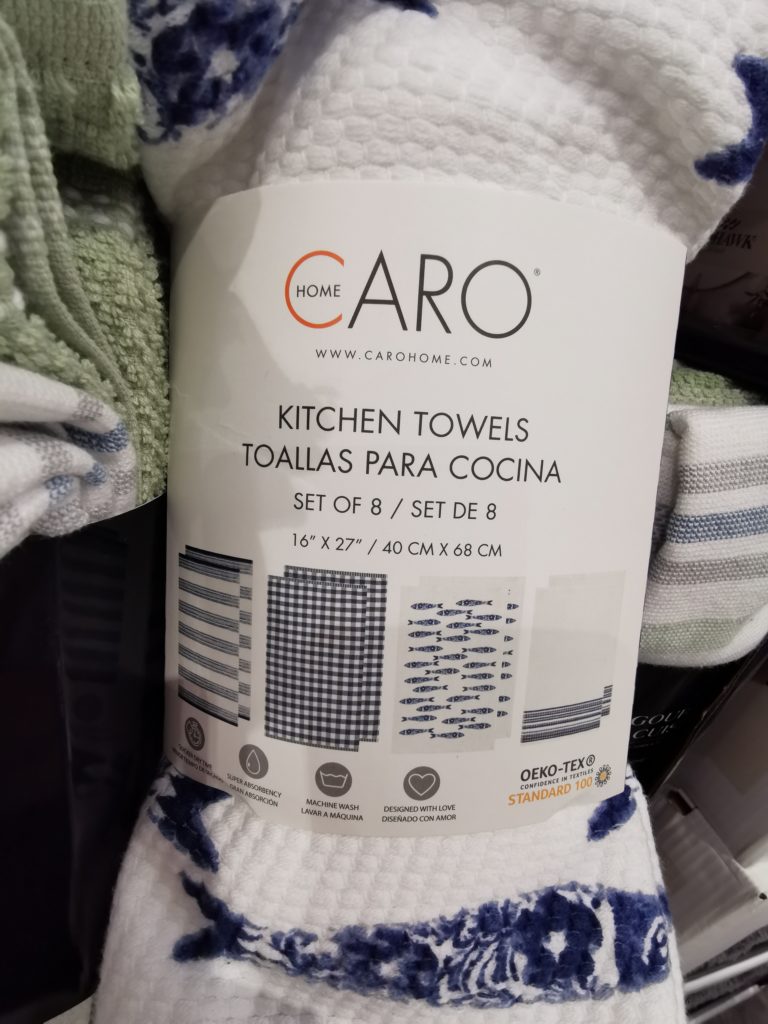 HOME
CARO®
WWW.CAROHOME.COM
KITCHEN TOWELS
TOALLAS PARA COCINA
SET OF 8 / SET DE 8
16" X 27" / 40 CM X 68 CM
SUPER ABSORBENCY
GRAN ABSORCIÓN
MACHINE WASH
LAVAR A MÁQUINA
DESIGNED WITH LOVE
DISEÑADO CON AMOR
OEKO-TEX®
CONFIDENCE IN TEXTILES
STANDARD 100